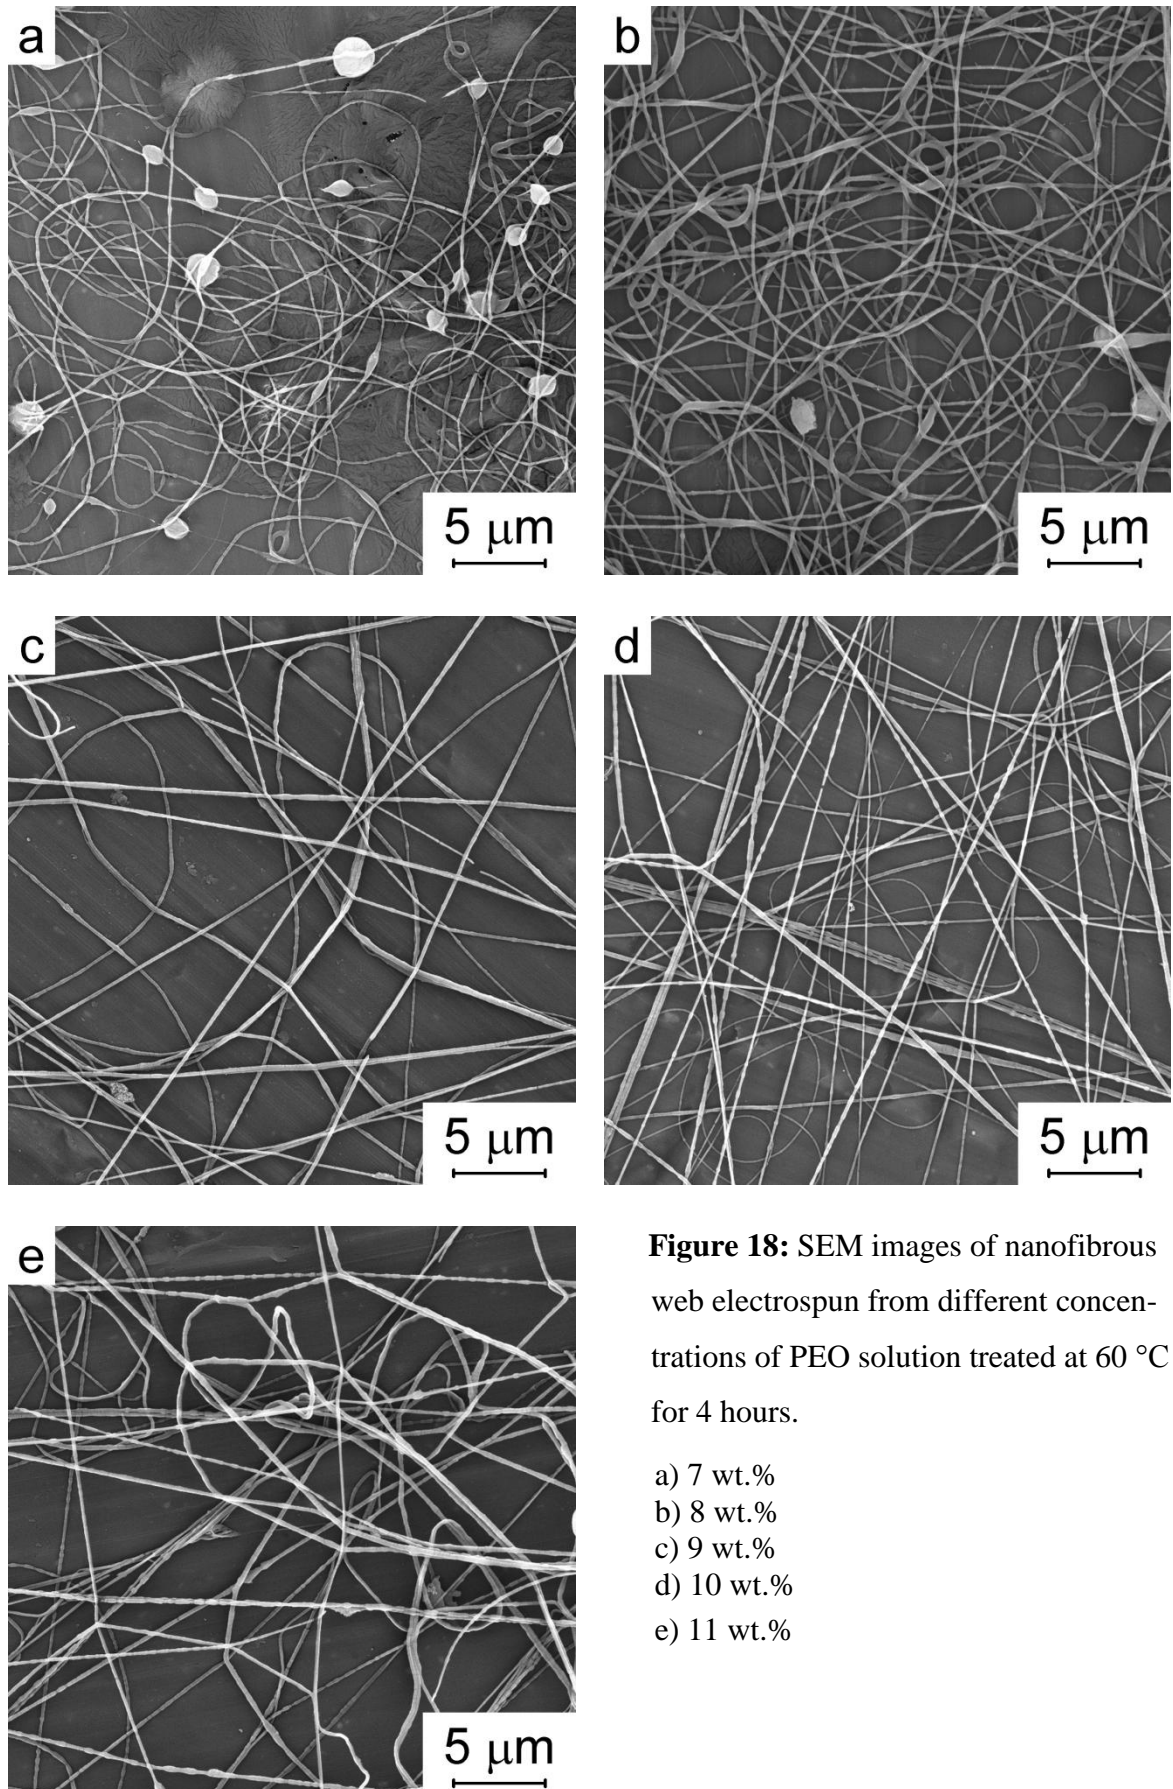 a
5 μm
b
5 μm
c
5 μm
d
5 μm
e
5 μm
Figure 18: SEM images of nanofibrous
web electrospun from different concen-
trations of PEO solution treated at 60 °C
for 4 hours.
a) 7 wt.%
b) 8 wt.%
c) 9 wt.%
d) 10 wt.%
e) 11 wt.%